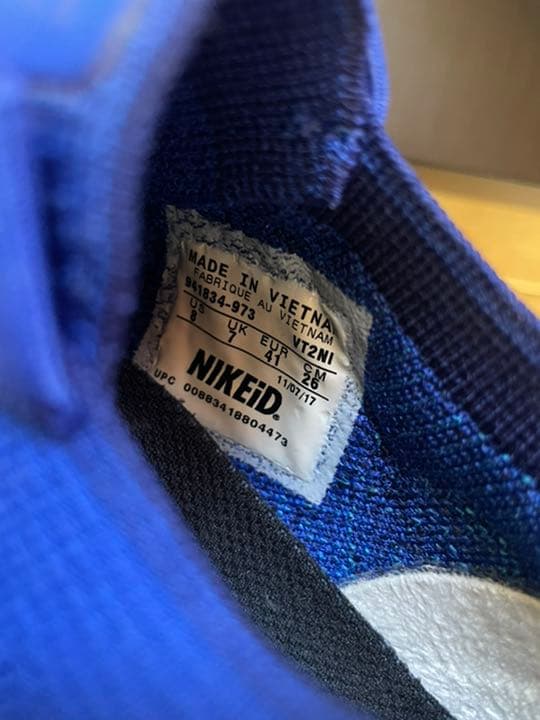 MADE IN VIETNA
FABRIQUE AU VIETNAM
941834-973 VT2NI
US UK EUR CM
8 7 41 26
11/07/17
NIKEiD®
UPC 00883418804473